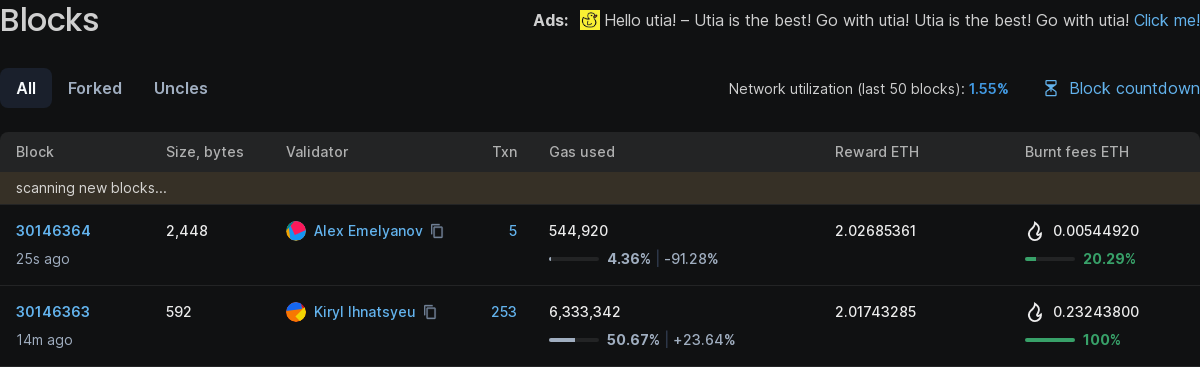 Blocks
Ads: Hello utia! – Utia is the best! Go with utia! Utia is the best! Go with utia! Click me!
All Forked Uncles
Network utilization (last 50 blocks): 1.55% Block countdown
Block Size, bytes Validator Txn Gas used Reward ETH Burnt fees ETH
scanning new blocks...
30146364 2,448 Alex Emelyanov 5 544,920 2.02685361 0.00544920
25s ago 4.36% -91.28% 20.29%
30146363 592 Kiryl Ihnatsyeu 253 6,333,342 2.01743285 0.23243800
14m ago 50.67% +23.64% 100%